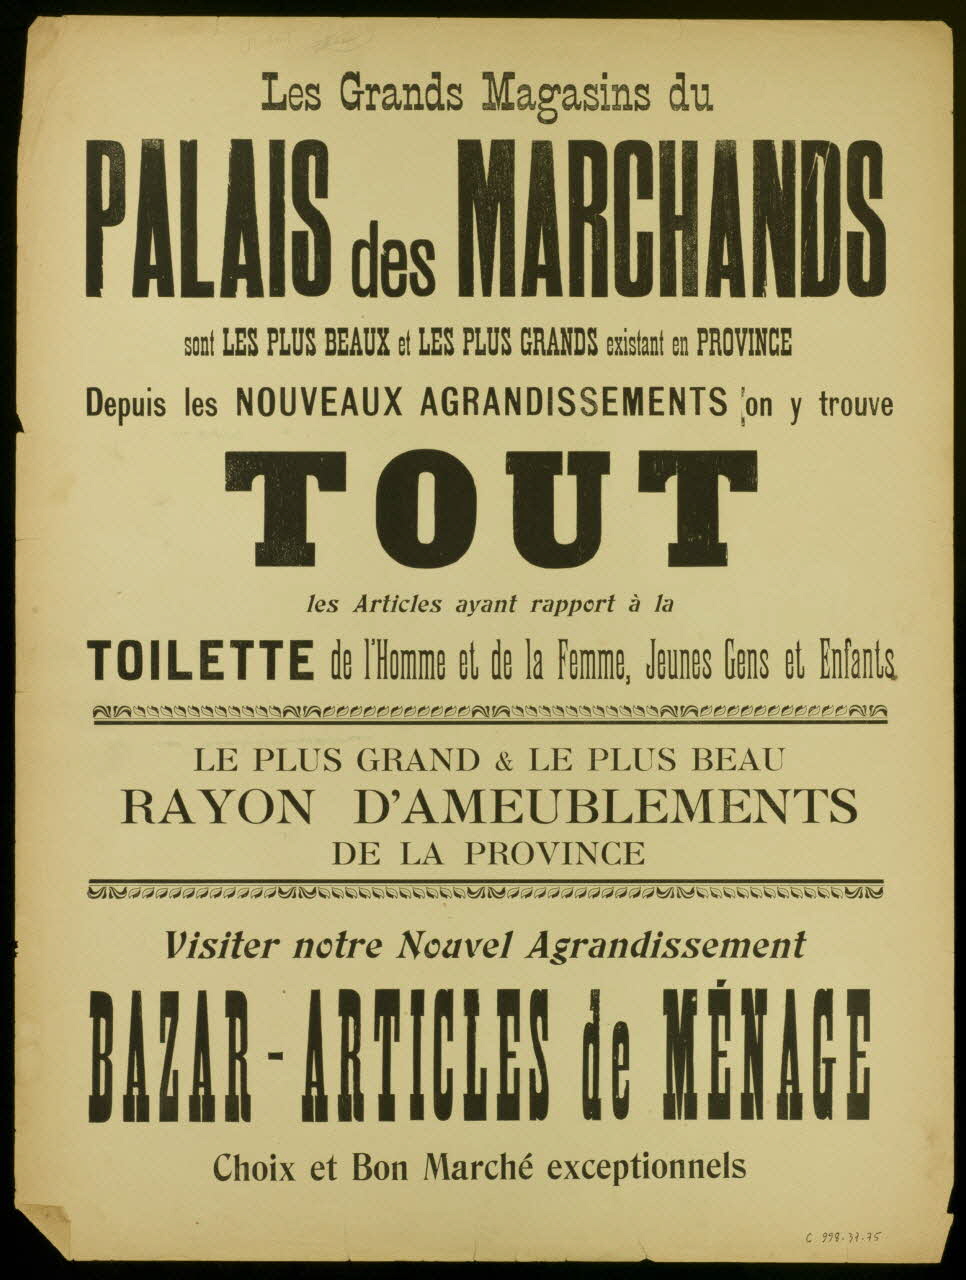 Les Grands Magasins du
PALAIS des MARCHANDS
sont LES PLUS BEAUX et LES PLUS GRANDS existant en PROVINCE
Depuis les NOUVEAUX AGRANDISSEMENTS on y trouve
TOUT
les Articles ayant rapport à la
TOILETTE de l'Homme et de la Femme, Jeunes Gens et Enfants
LE PLUS GRAND & LE PLUS BEAU
RAYON D'AMEUBLEMENTS
DE LA PROVINCE
Visiter notre Nouvel Agrandissement
BAZAR - ARTICLES de MÉNAGE
Choix et Bon Marché exceptionnels
C 998.37.75